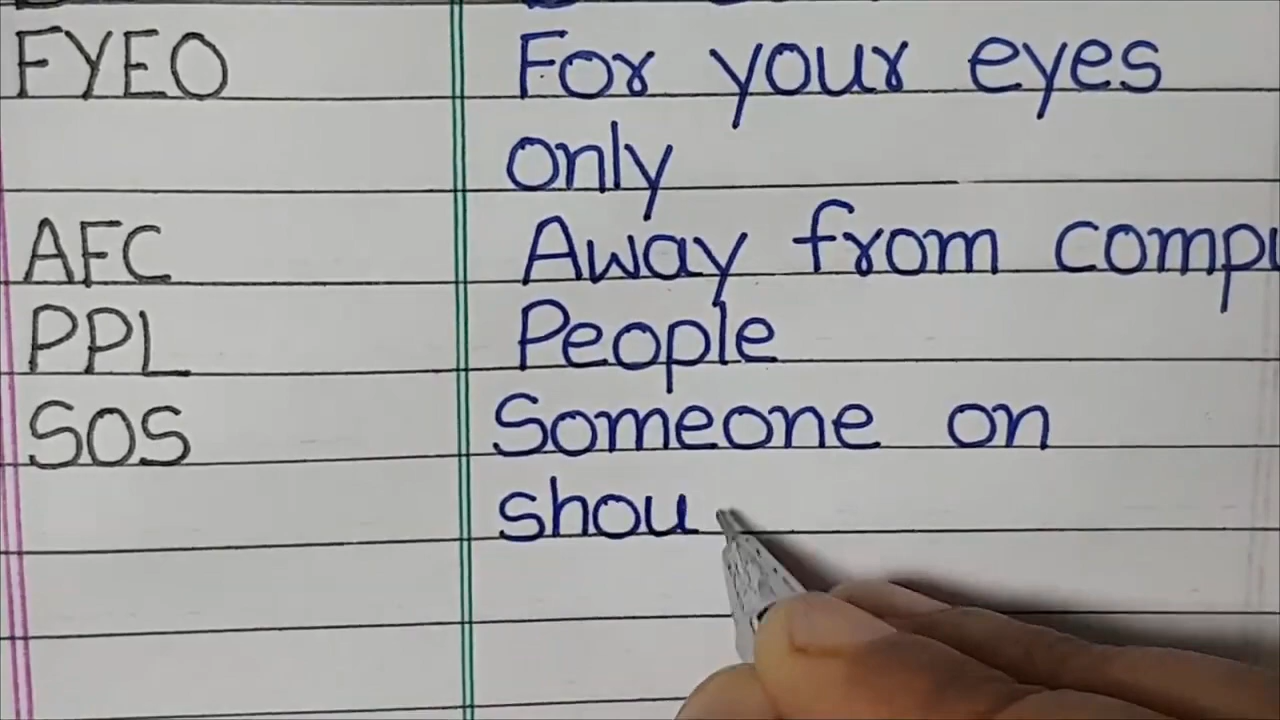 FYEO For your eyes
only
AFC Away from compu
PPL People
SOS Someone on
shou